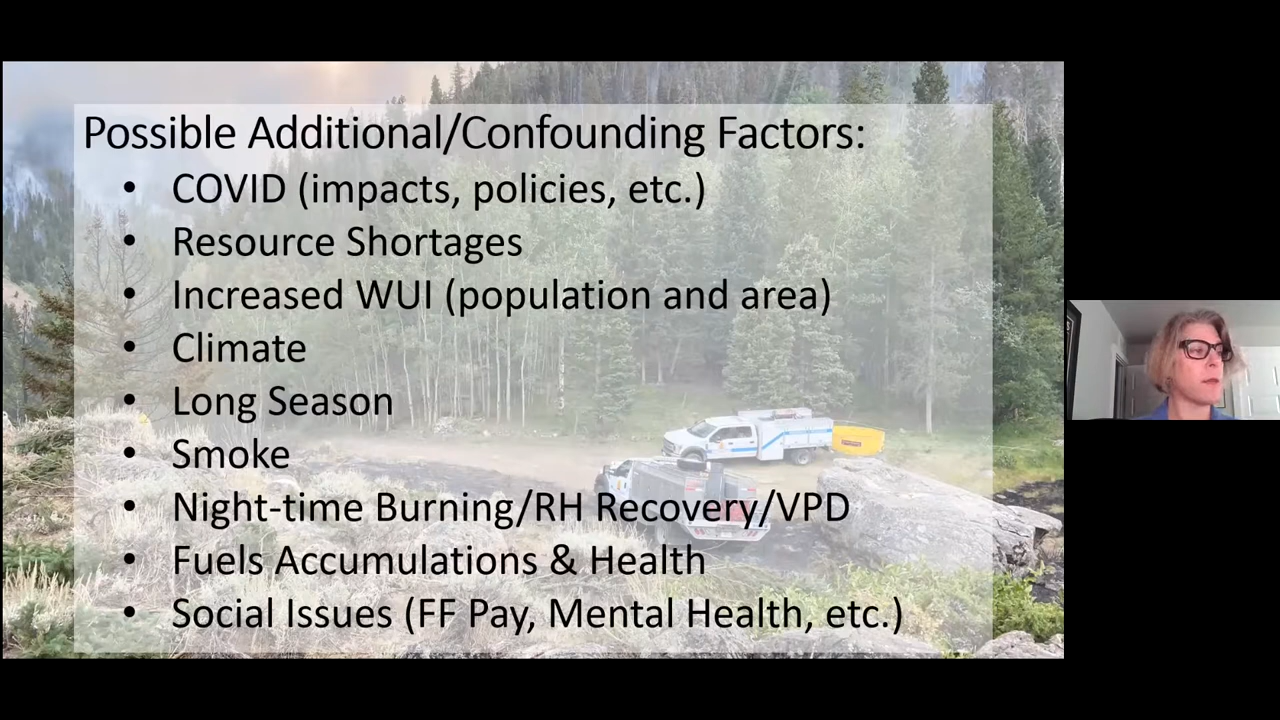 Possible Additional/Confounding Factors:
• COVID (impacts, policies, etc.)
• Resource Shortages
• Increased WUI (population and area)
• Climate
• Long Season
• Smoke
• Night-time Burning/RH Recovery/VPD
• Fuels Accumulations & Health
• Social Issues (FF Pay, Mental Health, etc.)